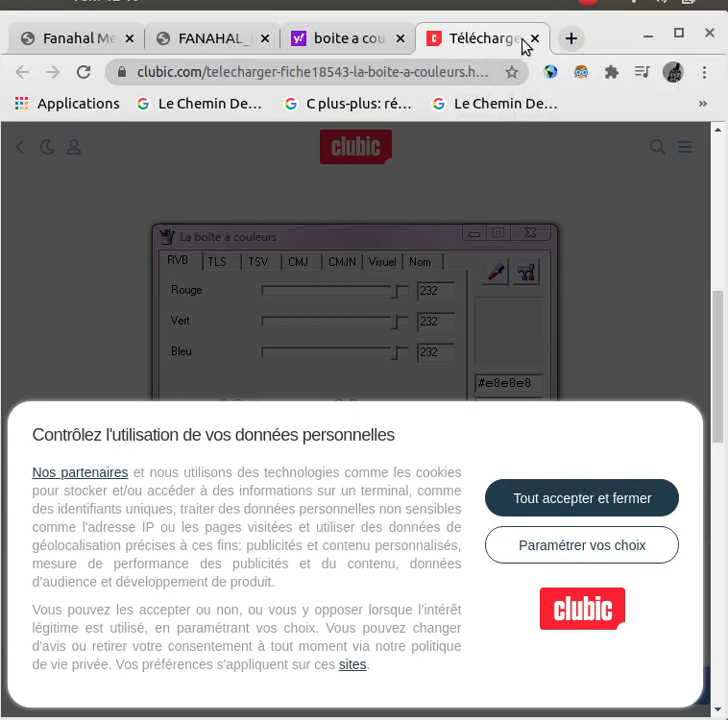 Fanahal Me
FANAHAL_
boite a cou
Télécharge
clubic.com/telecharger-fiche18543-la-boite-a-couleurs.h...
Applications
Le Chemin De...
C plus-plus: ré...
Le Chemin De...
»
clubic
La boîte à couleurs
RVB TLS TSV CMJ CMJN Visuel Nom
Rouge 232
Vert 232
Bleu 232
#e8e8e8
Contrôlez l'utilisation de vos données personnelles
Nos partenaires et nous utilisons des technologies comme les cookies
pour stocker et/ou accéder à des informations sur un terminal, comme
des identifiants uniques, traiter des données personnelles non sensibles
comme l'adresse IP ou les pages visitées et utiliser des données de
géolocalisation précises à ces fins: publicités et contenu personnalisés,
mesure de performance des publicités et du contenu, données
d'audience et développement de produit.
Vous pouvez les accepter ou non, ou vous y opposer lorsque l'intérêt
légitime est utilisé, en paramétrant vos choix. Vous pouvez changer
d'avis ou retirer votre consentement à tout moment via notre politique
de vie privée. Vos préférences s'appliquent sur ces sites.
Tout accepter et fermer
Paramétrer vos choix
clubic